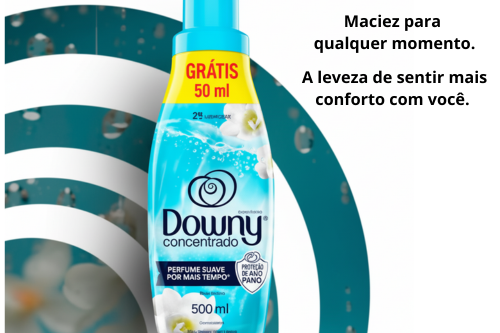 Maciez para
qualquer momento.
A leveza de sentir mais
conforto com você.
GRÁTIS
50 ml
Downy®
concentrado
PERFUME SUAVE
POR MAIS TEMPO*
PROTEÇÃO
DE ANO
PANO
500 ml